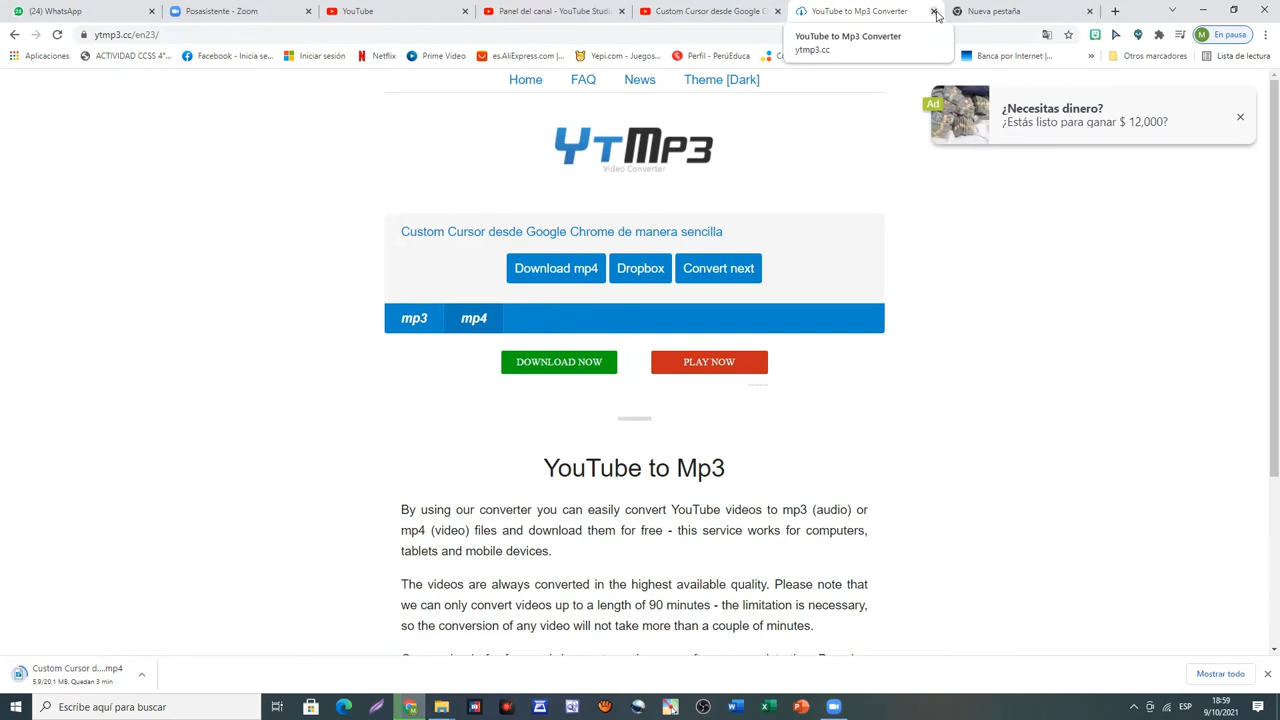 (24) WhatsApp
Posasistente - Zoom
YouTube
Panel del canal - YouTube Studio
Custom Cursor desde Google C
YouTube to Mp3 Converter
Nueva pestaña
ytmp3.cc/en23/
YouTube to Mp3 Converter
ytmp3.cc
M
En pausa
Aplicaciones
ACTIVIDAD CCSS 4°...
Facebook
Iniciar sesión
Netflix
Prime Video
es.AliExpress.com |...
Yepi.com - Juegos...
Perfil - PerúEduca
Banca por Internet |...
»
Otros marcadores
Lista de lectura
Home
FAQ
News
Theme [Dark]
Ad
¿Necesitas dinero?
¿Estás listo para ganar $ 12,000?
YTMP3
Video Converter
Custom Cursor desde Google Chrome de manera sencilla
Download mp4
Dropbox
Convert next
mp3
mp4
DOWNLOAD NOW
PLAY NOW
YouTube to Mp3
By using our converter you can easily convert YouTube videos to mp3 (audio) or
mp4 (video) files and download them for free - this service works for computers,
tablets and mobile devices.
The videos are always converted in the highest available quality. Please note that
we can only convert videos up to a length of 90 minutes - the limitation is necessary,
so the conversion of any video will not take more than a couple of minutes.
Custom Cursor d....mp4
5.9/20.1 MB, Quedan 3 min
Mostrar todo
Escribe aquí para buscar
ESP
18:59
9/10/2021